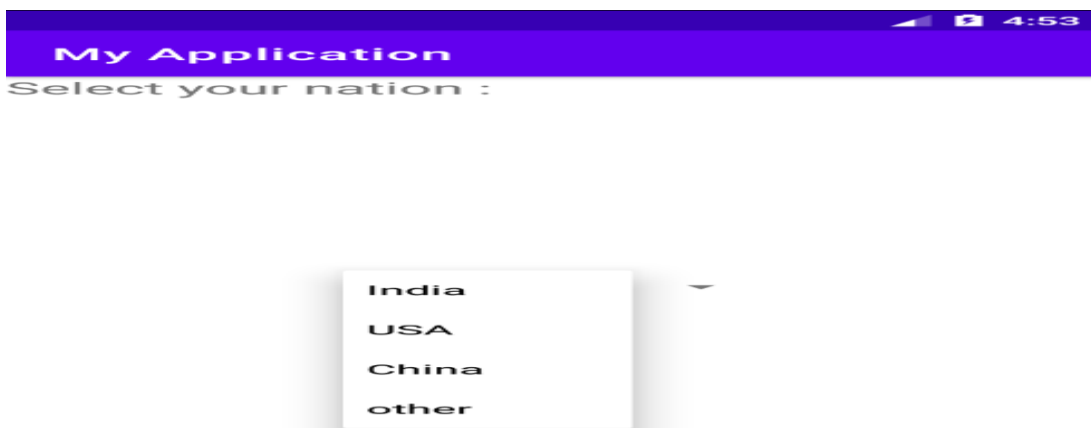 4:53
My Application
Select your nation :
India
USA
China
other